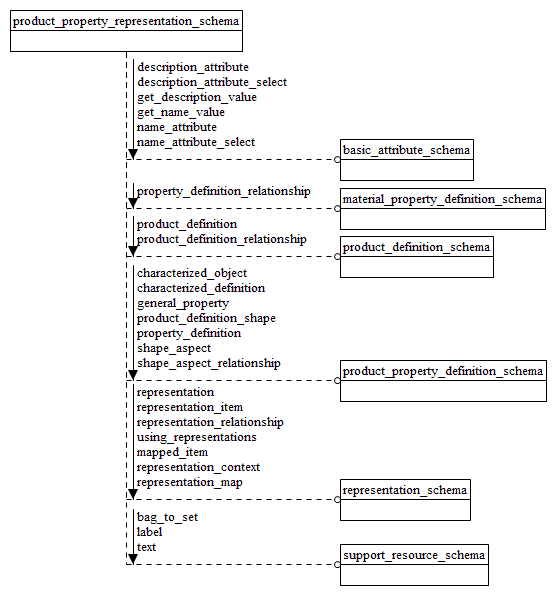 product_property_representation_schema
description_attribute
description_attribute_select
get_description_value
get_name_value
name_attribute
name_attribute_select
basic_attribute_schema
property_definition_relationship
material_property_definition_schema
product_definition
product_definition_relationship
product_definition_schema
characterized_object
characterized_definition
general_property
product_definition_shape
property_definition
shape_aspect
shape_aspect_relationship
product_property_definition_schema
representation
representation_item
representation_relationship
using_representations
mapped_item
representation_context
representation_map
representation_schema
bag_to_set
label
text
support_resource_schema